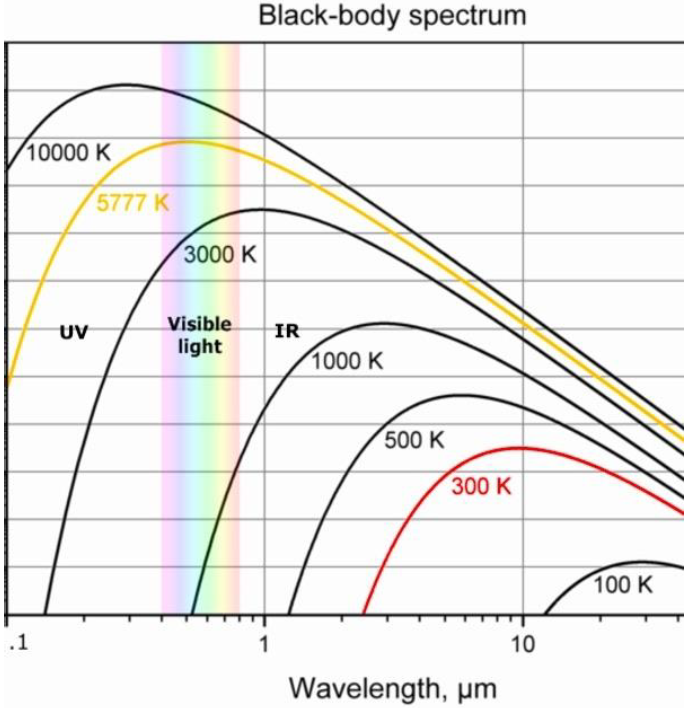 Black-body spectrum
10000 K
5777 K
3000 K
UV
Visible
light
IR
1000 K
500 K
300 K
100 K
.1
1
10
Wavelength, μm